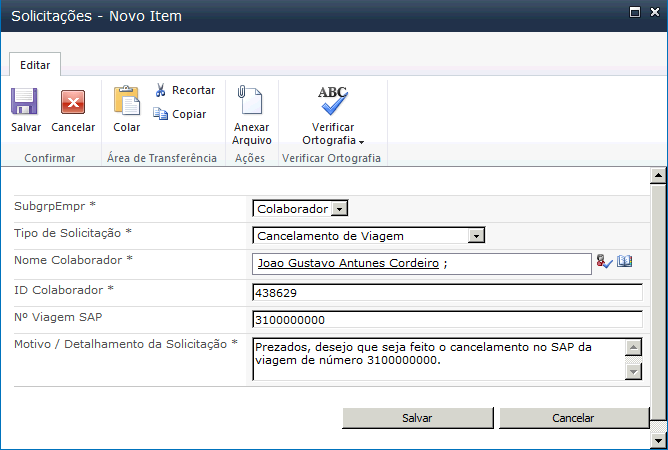 Solicitações - Novo Item
Editar
Salvar
Cancelar
Colar
Recortar
Copiar
Anexar
Arquivo
ABC
Verificar
Ortografia
Confirmar
Área de Transferência
Ações
Verificar Ortografia
SubgrpEmpr *
Colaborador
Tipo de Solicitação *
Cancelamento de Viagem
Nome Colaborador *
Joao Gustavo Antunes Cordeiro ;
ID Colaborador *
438629
Nº Viagem SAP
3100000000
Motivo / Detalhamento da Solicitação *
Prezados, desejo que seja feito o cancelamento no SAP da
viagem de número 3100000000.
Salvar
Cancelar